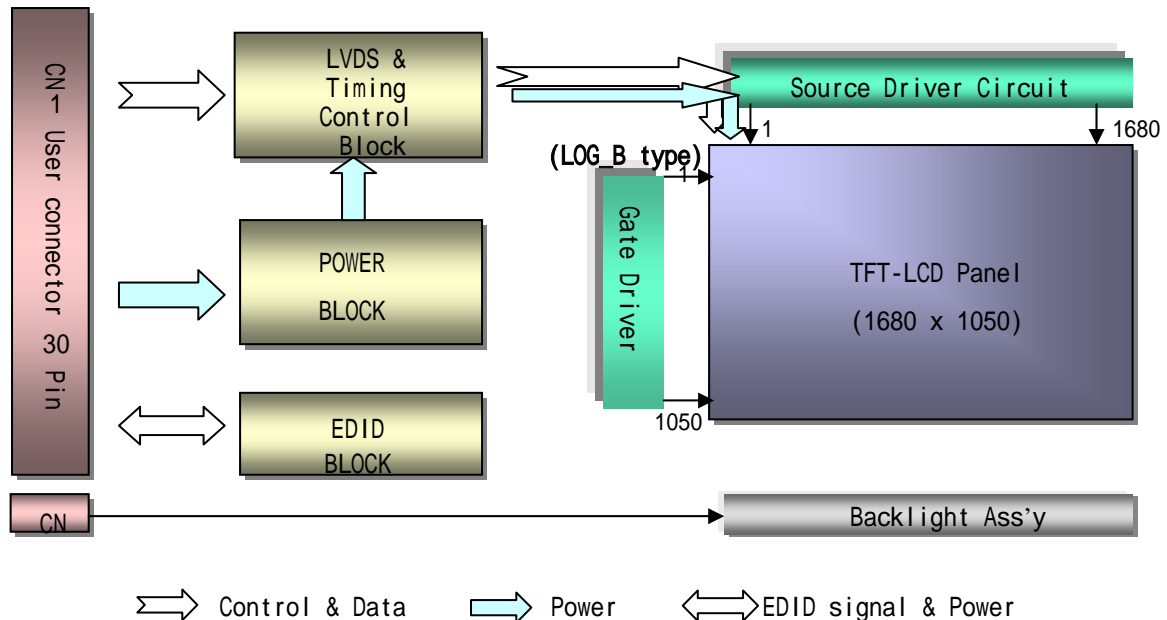 CN-1 User connector 30 Pin
LVDS &
Timing
Control
Block
Source Driver Circuit
1
1680
(LOG_B type)
1
Gate Driver
1050
POWER
BLOCK
TFT-LCD Panel
(1680 x 1050)
EDID
BLOCK
CN
Backlight Ass'y
Control & Data
Power
EDID signal & Power